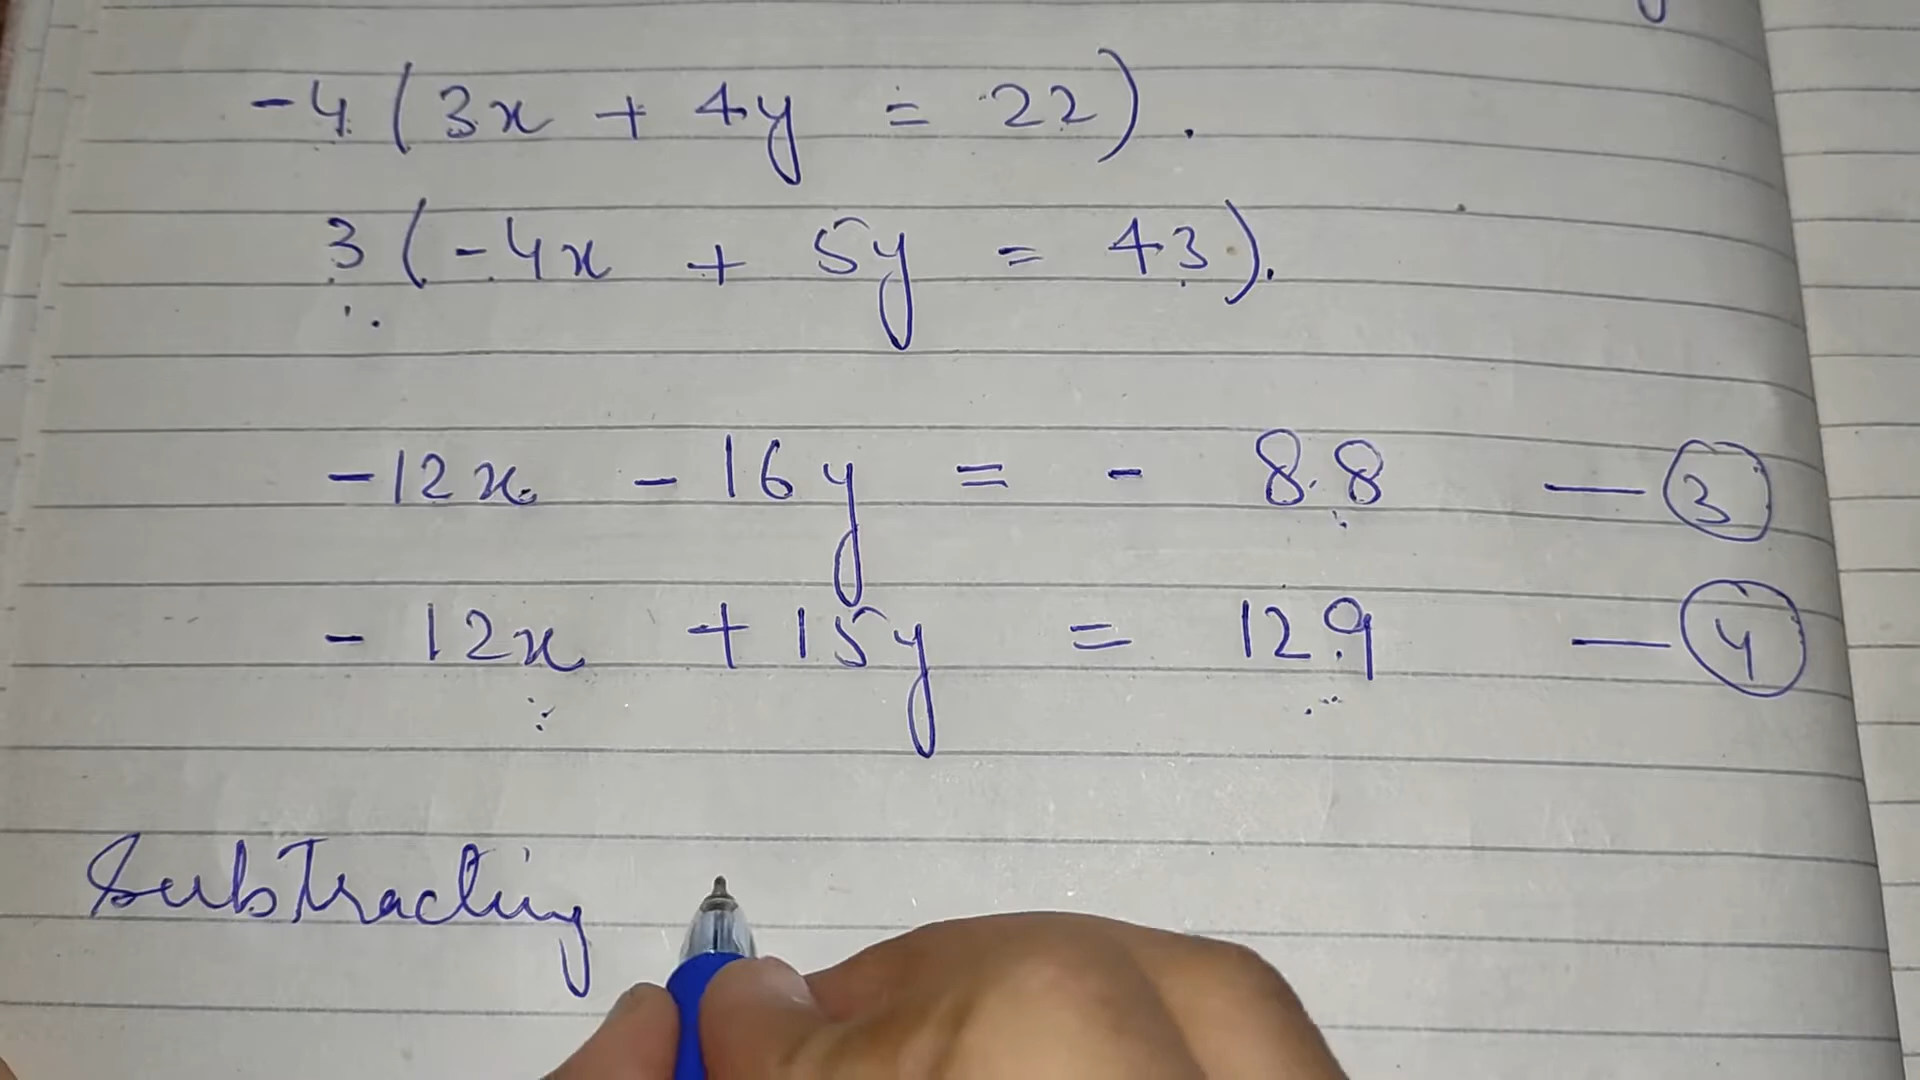 -4 ( 3x + 4y = 22 ) .
3 ( -4x + 5y = 43 ) .
-12x - 16y = - 88 — 3
- 12x + 15y = 129 — 4
Subtracting